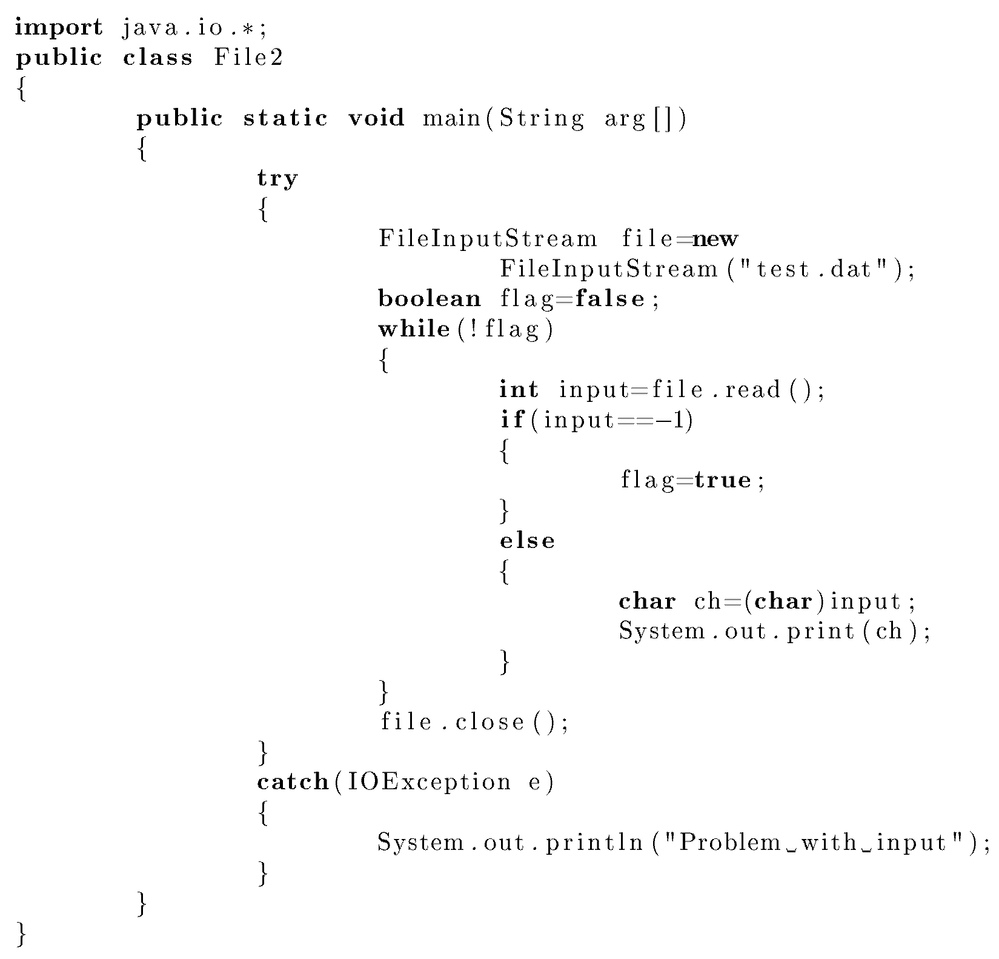 import java.io.*;
public class File2
{
public static void main(String arg[])
{
try
{
FileInputStream file=new
FileInputStream("test.dat");
boolean flag=false;
while(!flag)
{
int input=file.read();
if(input==-1)
{
flag=true;
}
else
{
char ch=(char)input;
System.out.print(ch);
}
}
file.close();
}
catch(IOException e)
{
System.out.println("Problem␣with␣input");
}
}
}